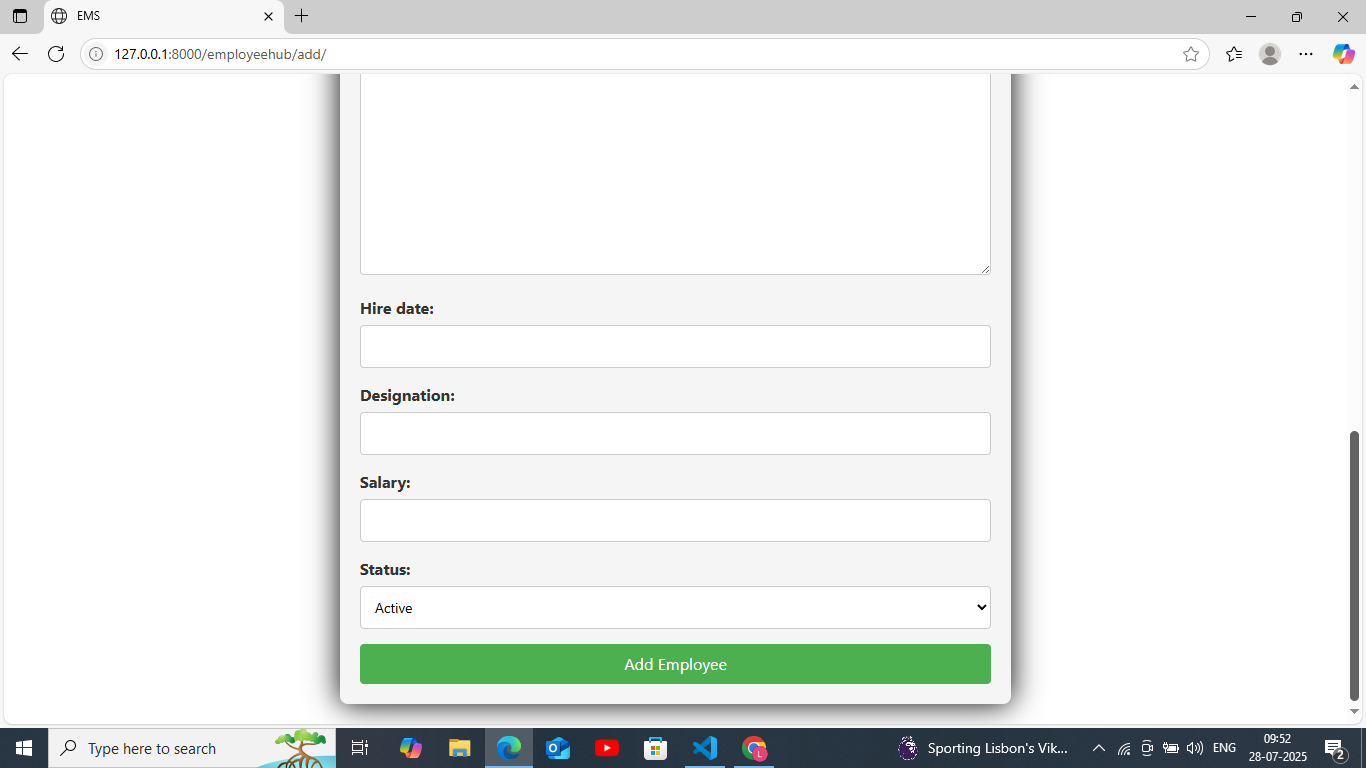 EMS
127.0.0.1:8000/employeehub/add/
Hire date:
Designation:
Salary:
Status:
Active
Add Employee
Type here to search
Sporting Lisbon's Vik...
ENG
09:52
28-07-2025
2
L